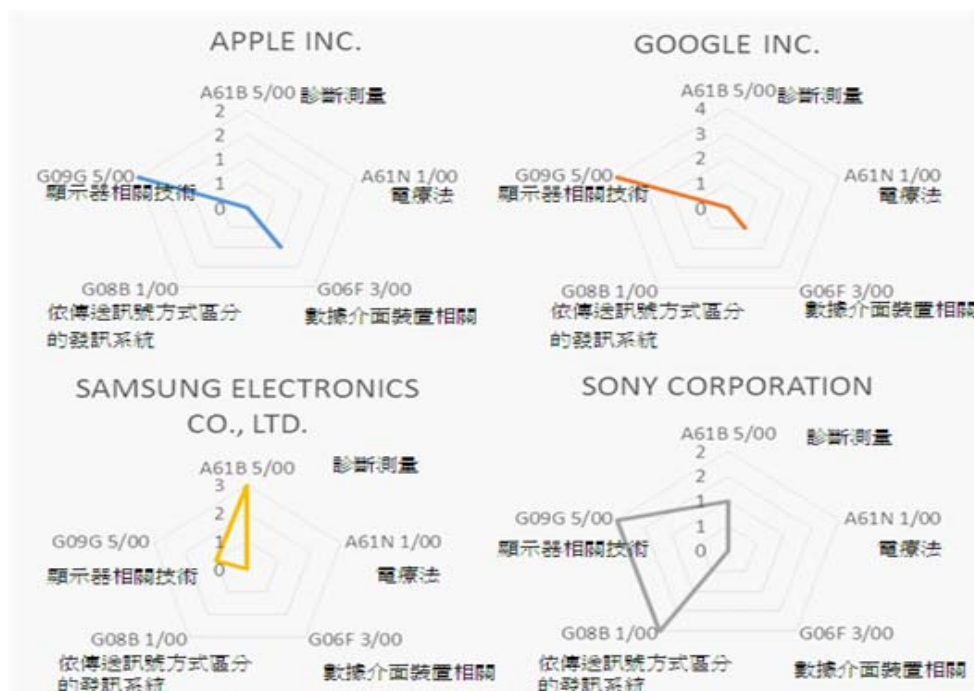 APPLE INC.
A61B 5/00 診斷測量
2
2
1
1
0
G09G 5/00
顯示器相關技術
A61N 1/00
電療法
G08B 1/00
依傳送訊號方式區分
的發訊系統
G06F 3/00
數據介面裝置相關
GOOGLE INC.
A61B 5/00
診斷測量
4
3
2
1
0
G09G 5/00
顯示器相關技術
A61N 1/00
電療法
G08B 1/00
依傳送訊號方式區分
的發訊系統
G06F 3/00
數據介面裝置相關
SAMSUNG ELECTRONICS
CO., LTD.
A61B 5/00
診斷測量
3
2
1
0
G09G 5/00
顯示器相關技術
A61N 1/00
電療法
G08B 1/00
依傳送訊號方式區分
的發訊系統
G06F 3/00
數據介面裝置相關
SONY CORPORATION
A61B 5/00
診斷測量
2
2
1
1
0
G09G 5/00
顯示器相關技術
A61N 1/00
電療法
G08B 1/00
依傳送訊號方式區分
的發訊系統
G06F 3/00
數據介面裝置相關